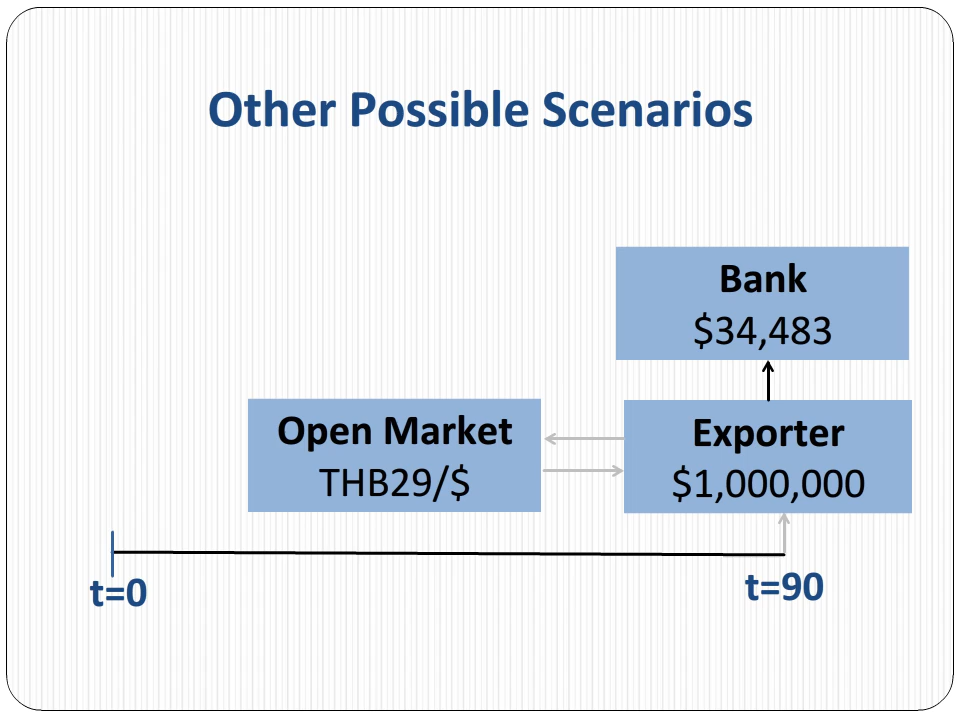 Other Possible Scenarios
Bank
$34,483
Open Market
THB29/$
Exporter
$1,000,000
t=0
t=90